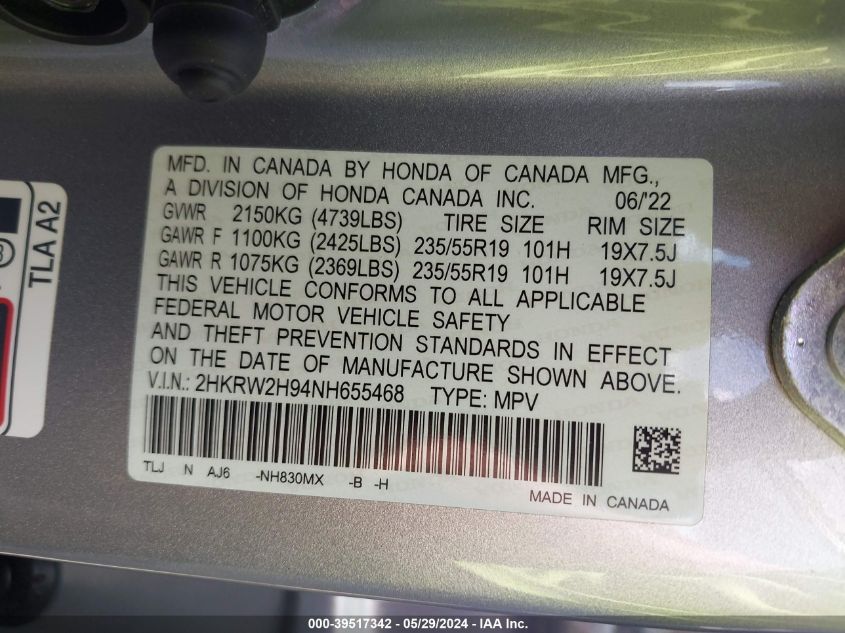 MFD. IN CANADA BY HONDA OF CANADA MFG.,
A DIVISION OF HONDA CANADA INC. 06/'22
GVWR 2150KG (4739LBS) TIRE SIZE RIM SIZE
GAWR F 1100KG (2425LBS) 235/55R19 101H 19X7.5J
GAWR R 1075KG (2369LBS) 235/55R19 101H 19X7.5J
THIS VEHICLE CONFORMS TO ALL APPLICABLE
FEDERAL MOTOR VEHICLE SAFETY
AND THEFT PREVENTION STANDARDS IN EFFECT
ON THE DATE OF MANUFACTURE SHOWN ABOVE.
V.I.N.: 2HKRW2H94NH655468 TYPE: MPV
TLJ N AJ6 -NH830MX -B -H
MADE IN CANADA
TLA A2
000-39517342 / 05/29/2024 - IAA Inc.